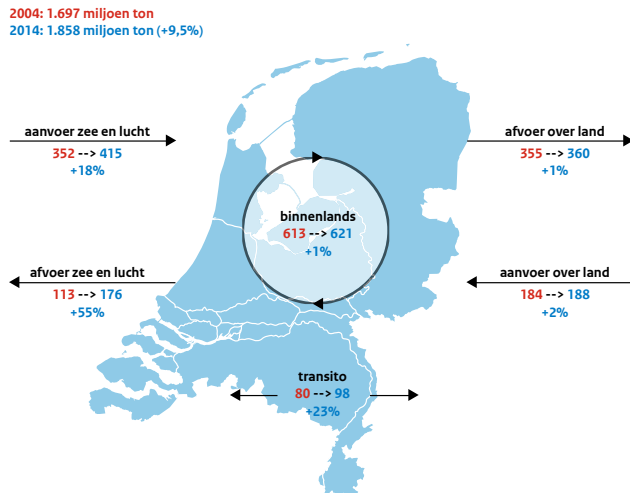 2004: 1.697 miljoen ton
2014: 1.858 miljoen ton (+9,5%)
aanvoer zee en lucht
352 --> 415
+18%
afvoer over land
355 --> 360
+1%
binnenlands
613 --> 621
+1%
afvoer zee en lucht
113 --> 176
+55%
aanvoer over land
184 --> 188
+2%
transito
80 --> 98
+23%